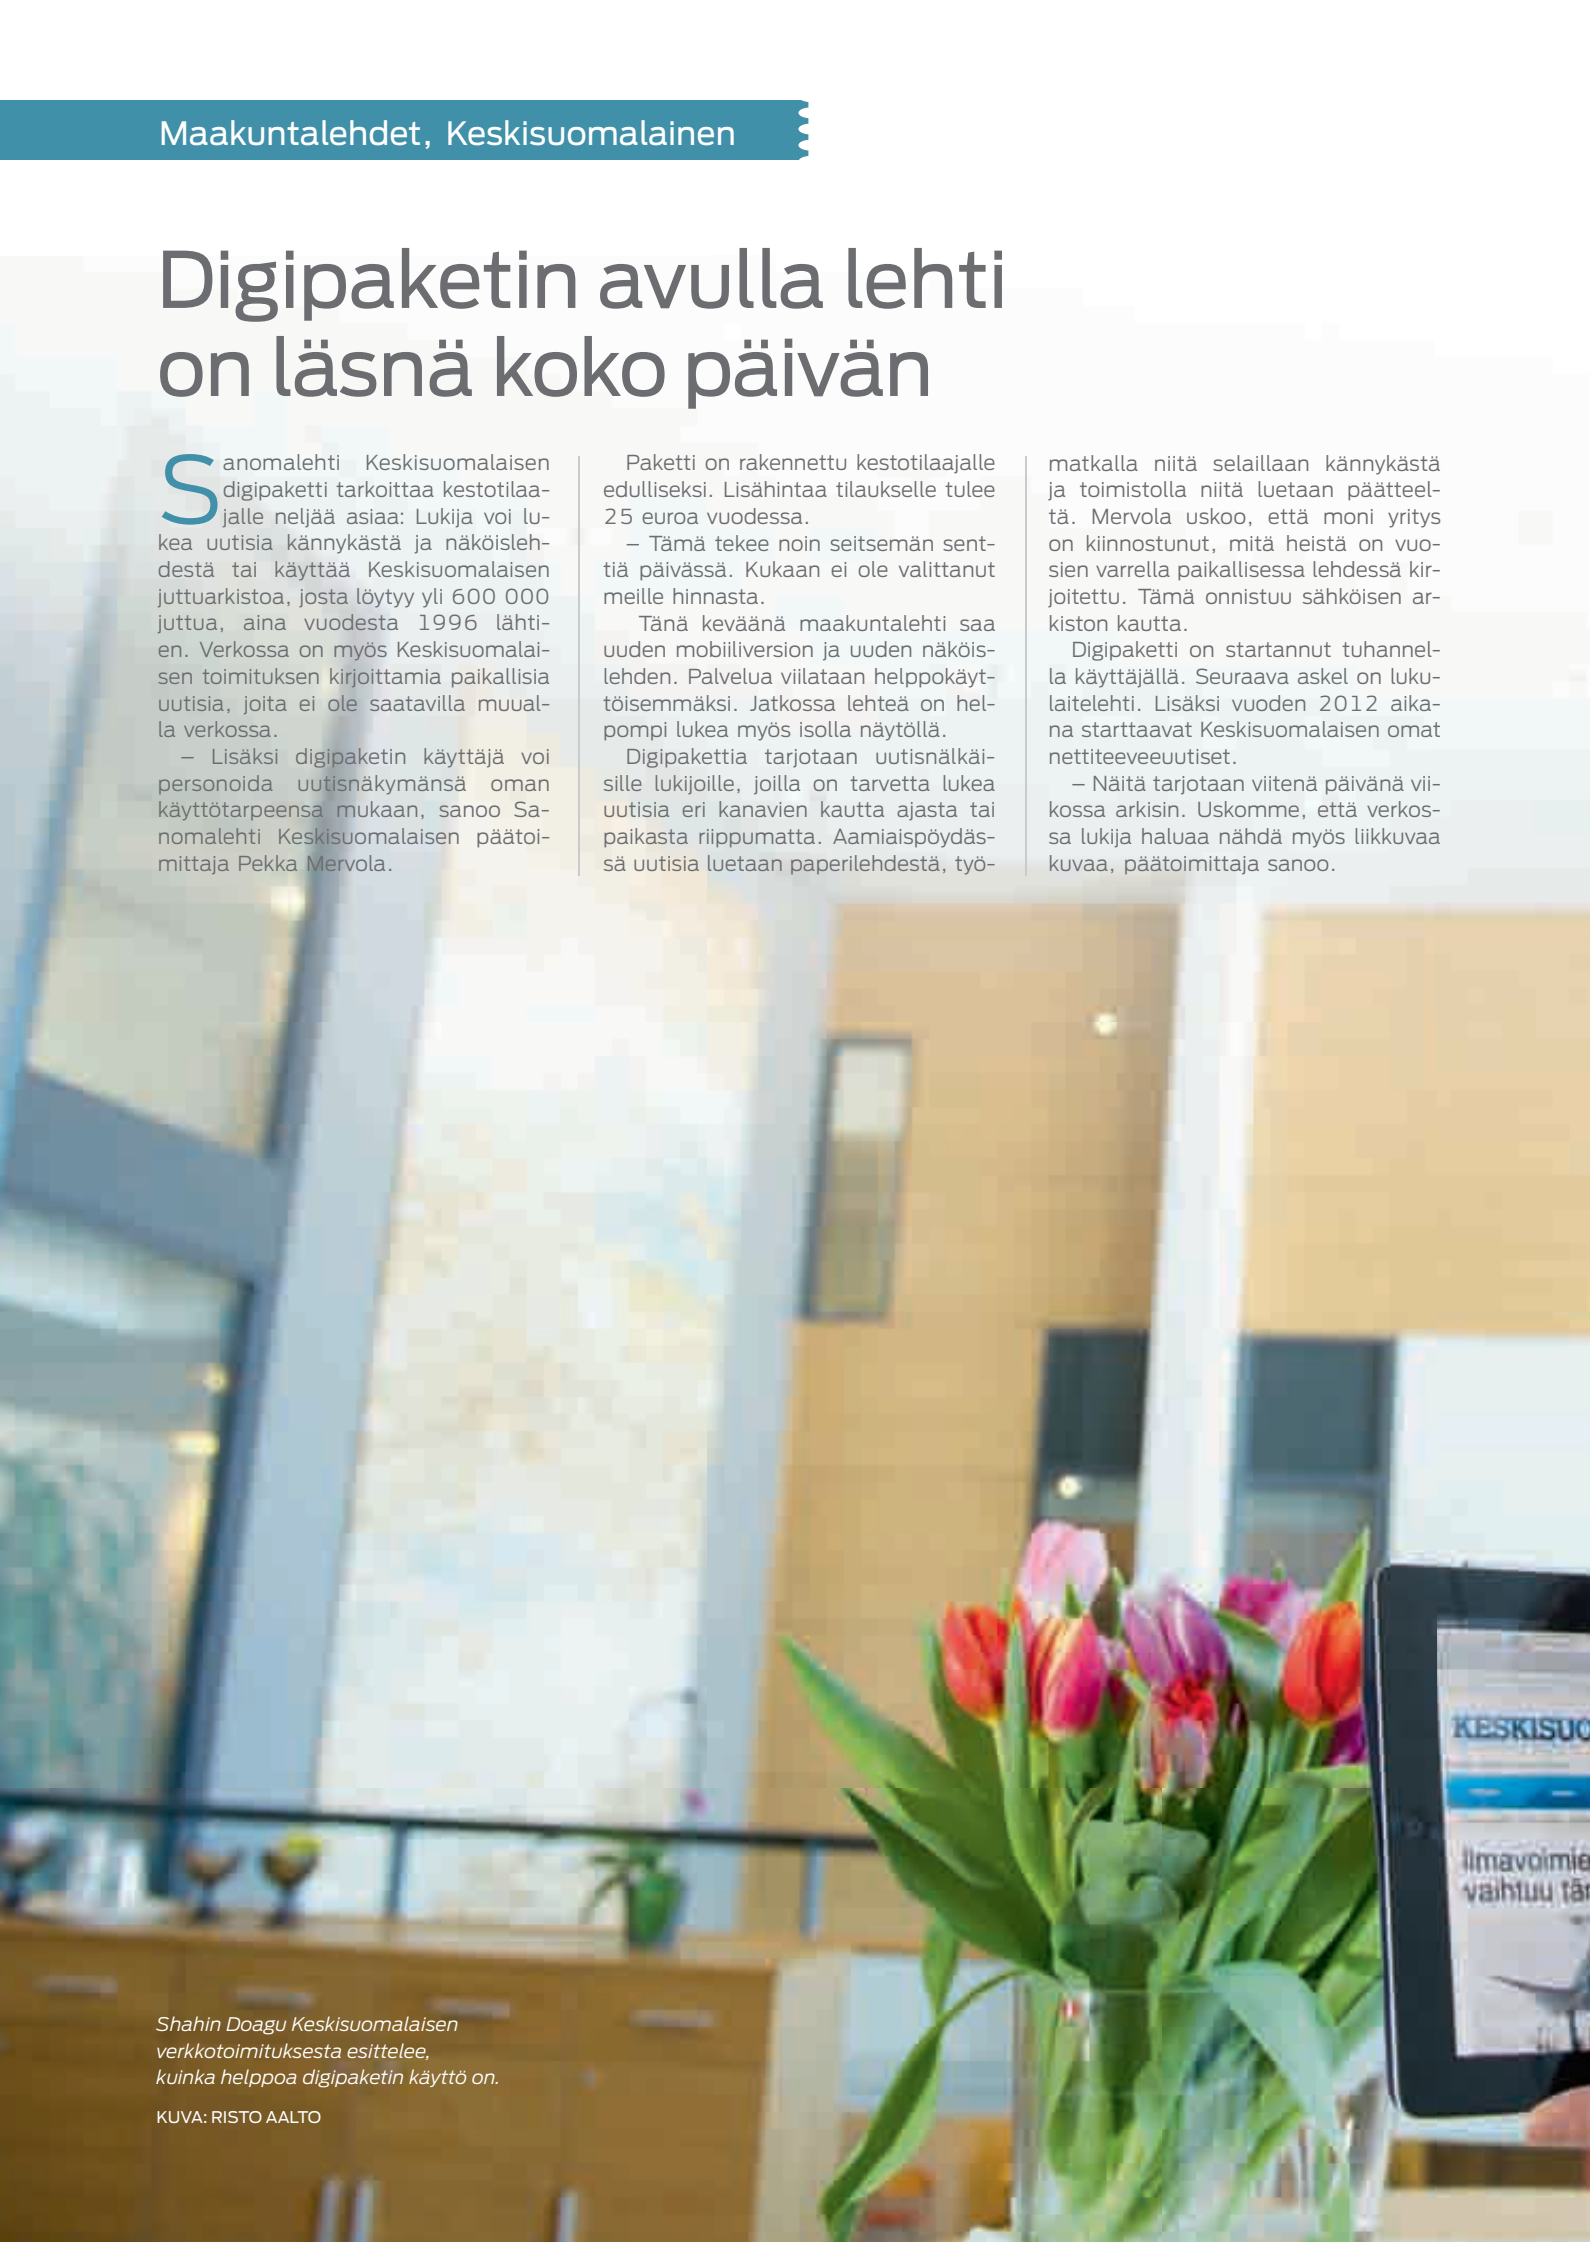 Maakuntalehdet, Keskisuomalainen
Digipaketin avulla lehti
on läsnä koko päivän
Sanomalehti Keskisuomalaisen
digipaketti tarkoittaa kestotilaa-
jalle neljää asiaa: Lukija voi lu-
kea uutisia kännykästä ja näköisleh-
destä tai käyttää Keskisuomalaisen
juttuarkistoa, josta löytyy yli 600 000
juttua, aina vuodesta 1996 lähti-
en. Verkossa on myös Keskisuomalai-
sen toimituksen kirjoittamia paikallisia
uutisia, joita ei ole saatavilla muual-
la verkossa.
– Lisäksi digipaketin käyttäjä voi
personoida uutisnäkymänsä oman
käyttötarpeensa mukaan, sanoo Sa-
nomalehti Keskisuomalaisen päätoi-
mittaja Pekka Mervola.
Paketti on rakennettu kestotilaajalle
edulliseksi. Lisähintaa tilaukselle tulee
25 euroa vuodessa.
– Tämä tekee noin seitsemän sent-
tiä päivässä. Kukaan ei ole valittanut
meille hinnasta.
Tänä keväänä maakuntalehti saa
uuden mobiiliversion ja uuden näköis-
lehden. Palvelua viilataan helppokäyt-
töisemmäksi. Jatkossa lehteä on hel-
pompi lukea myös isolla näytöllä.
Digipakettia tarjotaan uutisnälkäi-
sille lukijoille, joilla on tarvetta lukea
uutisia eri kanavien kautta ajasta tai
paikasta riippumatta. Aamiaispöydäs-
sä uutisia luetaan paperilehdestä, työ-
matkalla niitä selaillaan kännykästä
ja toimistolla niitä luetaan päätteel-
tä. Mervola uskoo, että moni yritys
on kiinnostunut, mitä heistä on vuo-
sien varrella paikallisessa lehdessä kir-
joitettu. Tämä onnistuu sähköisen ar-
kiston kautta.
Digipaketti on startannut tuhannel-
la käyttäjällä. Seuraava askel on luku-
laitelehti. Lisäksi vuoden 2012 aika-
na starttaavat Keskisuomalaisen omat
nettiteeveeuutiset.
– Näitä tarjotaan viitenä päivänä vii-
kossa arkisin. Uskomme, että verkos-
sa lukija haluaa nähdä myös liikkuvaa
kuvaa, päätoimittaja sanoo.
KESKISUO
Ilmavoimie
vaihtuu tä
Shahin Doagu Keskisuomalaisen
verkkotoimituksesta esittelee,
kuinka helppoa digipaketin käyttö on.
KUVA: RISTO AALTO